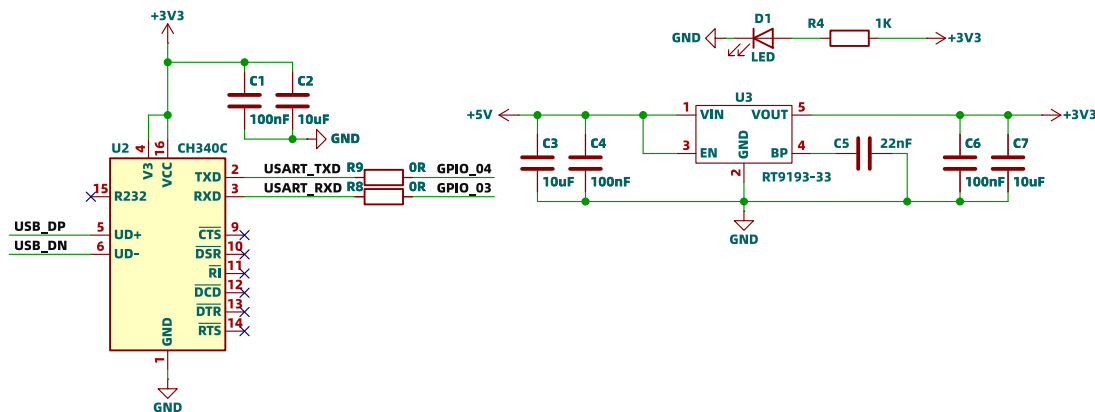 +3V3
C1
C2
100nF
10uF
GND
U2
4
16
CH340C
V3
VCC
TXD
2
USART_TXD
R9
0R
GPIO_04
RXD
3
USART_RXD
R8
0R
GPIO_03
15
R232
USB_DP
5
UD+
USB_DN
6
UD-
CTS
9
DSR
10
RI
11
DCD
12
DTR
13
RTS
14
GND
1
GND
D1
R4
1K
GND
+3V3
LED
U3
+5V
1
VIN
VOUT
5
+3V3
C3
C4
3
EN
GND
BP
4
C5
22nF
C6
C7
10uF
100nF
2
RT9193-33
100nF
10uF
GND